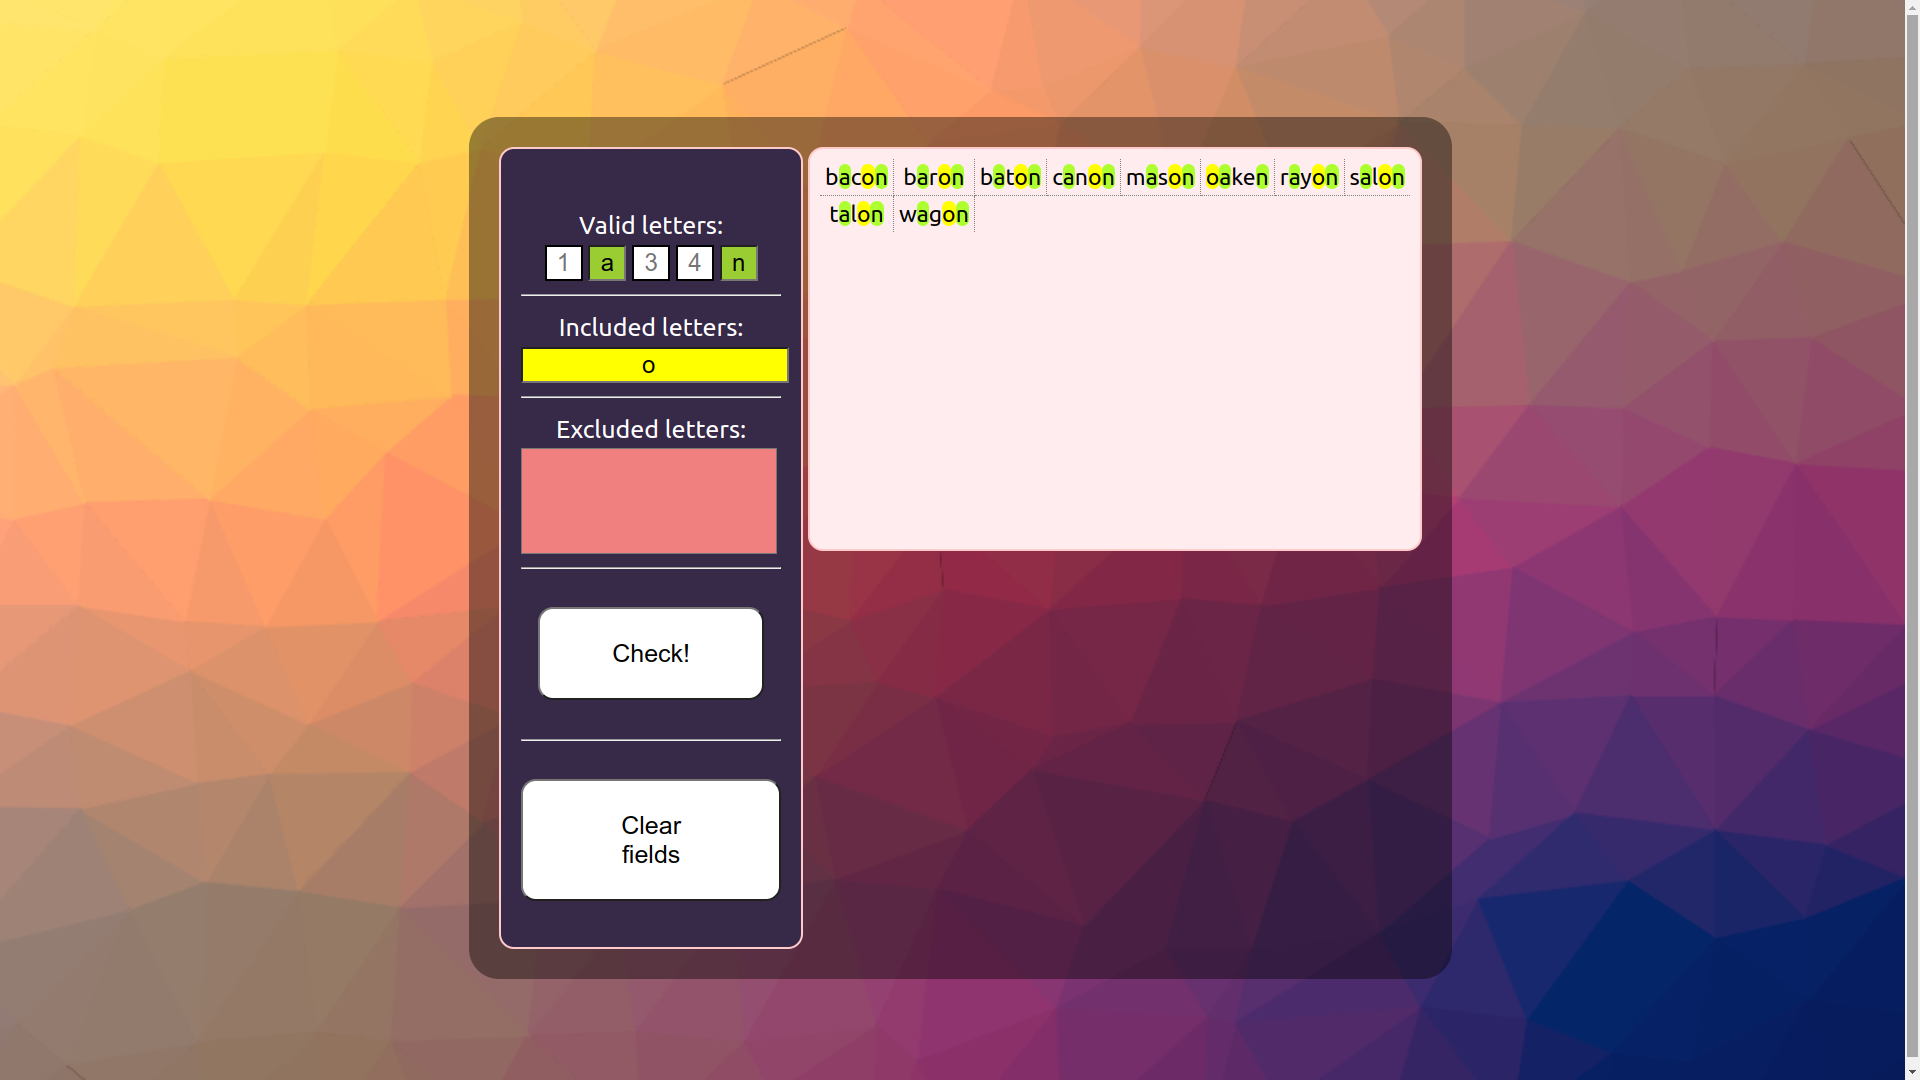 Valid letters:
1 a 3 4 n
Included letters:
o
Excluded letters:
Check!
Clear
fields
bacon baron baton canon mason oaken rayon salon
talon wagon